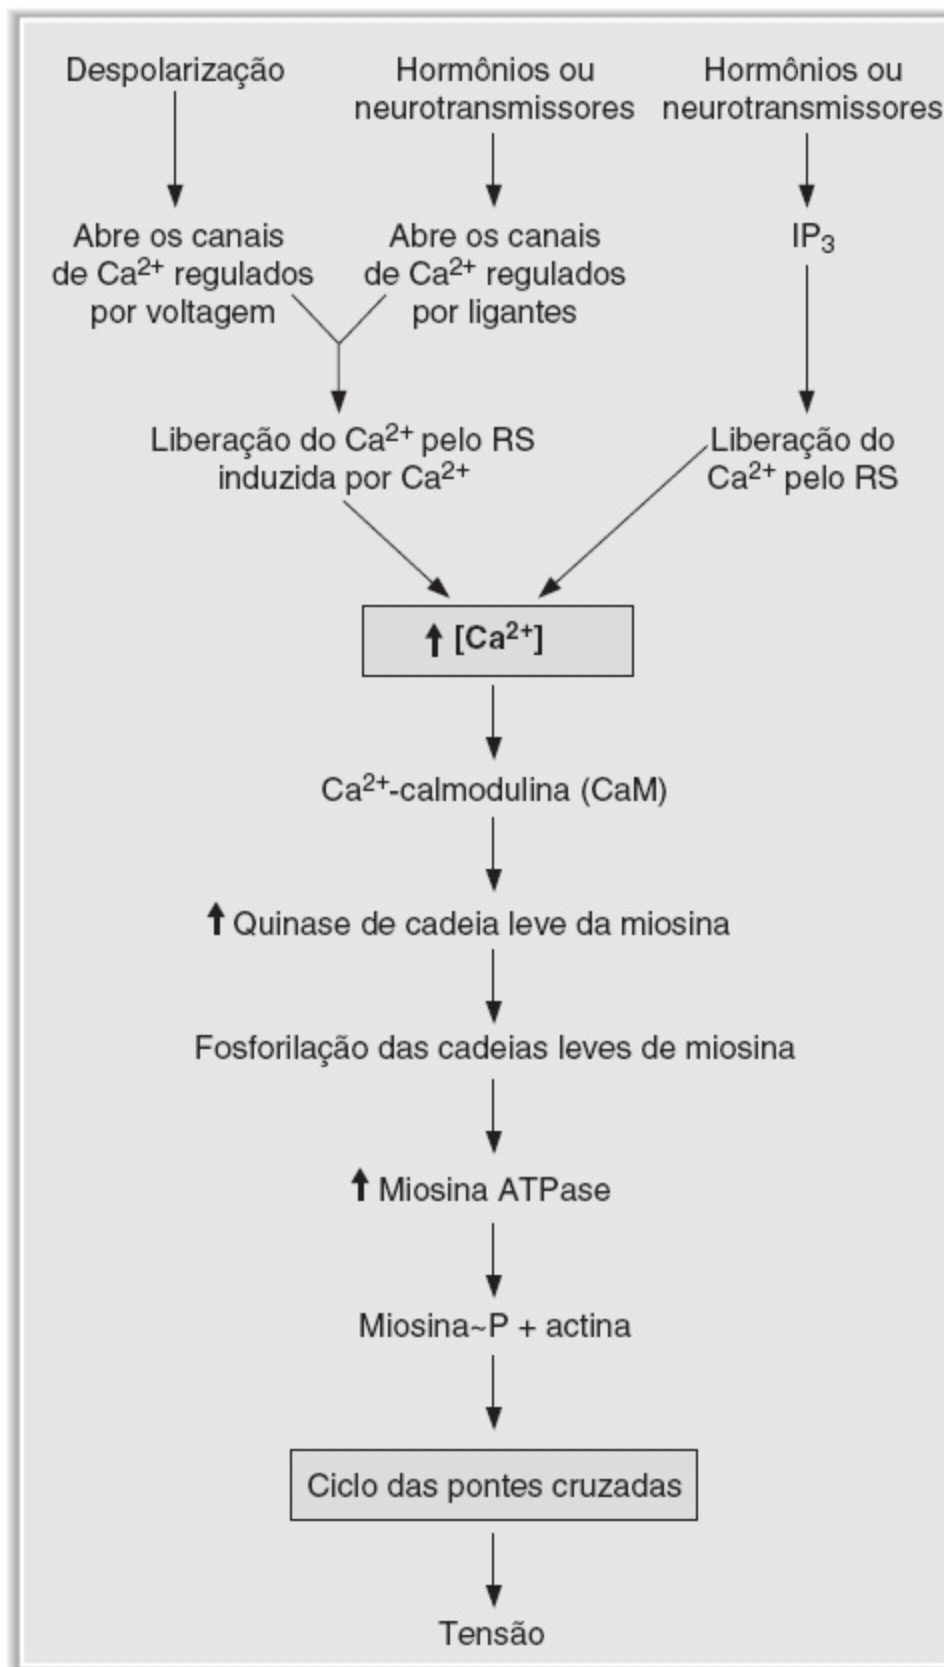 Despolarização
Hormônios ou
neurotransmissores
Hormônios ou
neurotransmissores
Abre os canais
de Ca²⁺ regulados
por voltagem
Abre os canais
de Ca²⁺ regulados
por ligantes
IP₃
Liberação do Ca²⁺ pelo RS
induzida por Ca²⁺
Liberação do
Ca²⁺ pelo RS
↑ [Ca²⁺]
Ca²⁺-calmodulina (CaM)
↑ Quinase de cadeia leve da miosina
Fosforilação das cadeias leves de miosina
↑ Miosina ATPase
Miosina~P + actina
Ciclo das pontes cruzadas
Tensão